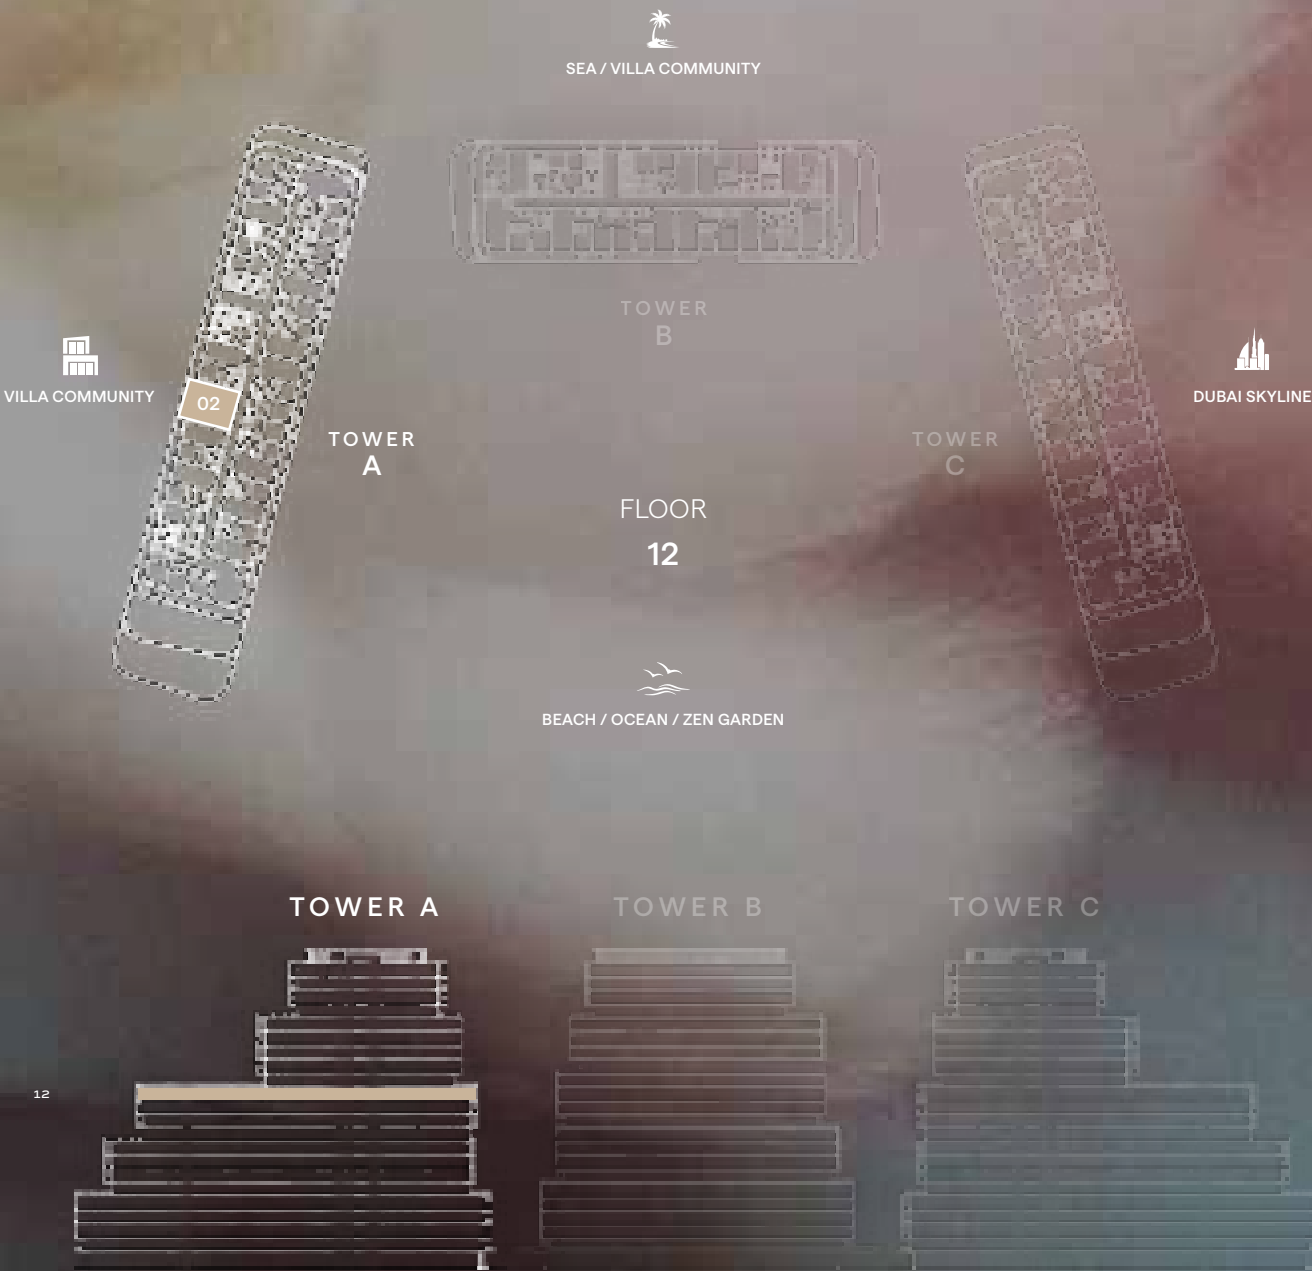 SEA / VILLA COMMUNITY
TOWER
B
VILLA COMMUNITY
DUBAI SKYLINE
02
TOWER
A
TOWER
C
FLOOR
12
BEACH / OCEAN / ZEN GARDEN
TOWER A
TOWER B
TOWER C
12